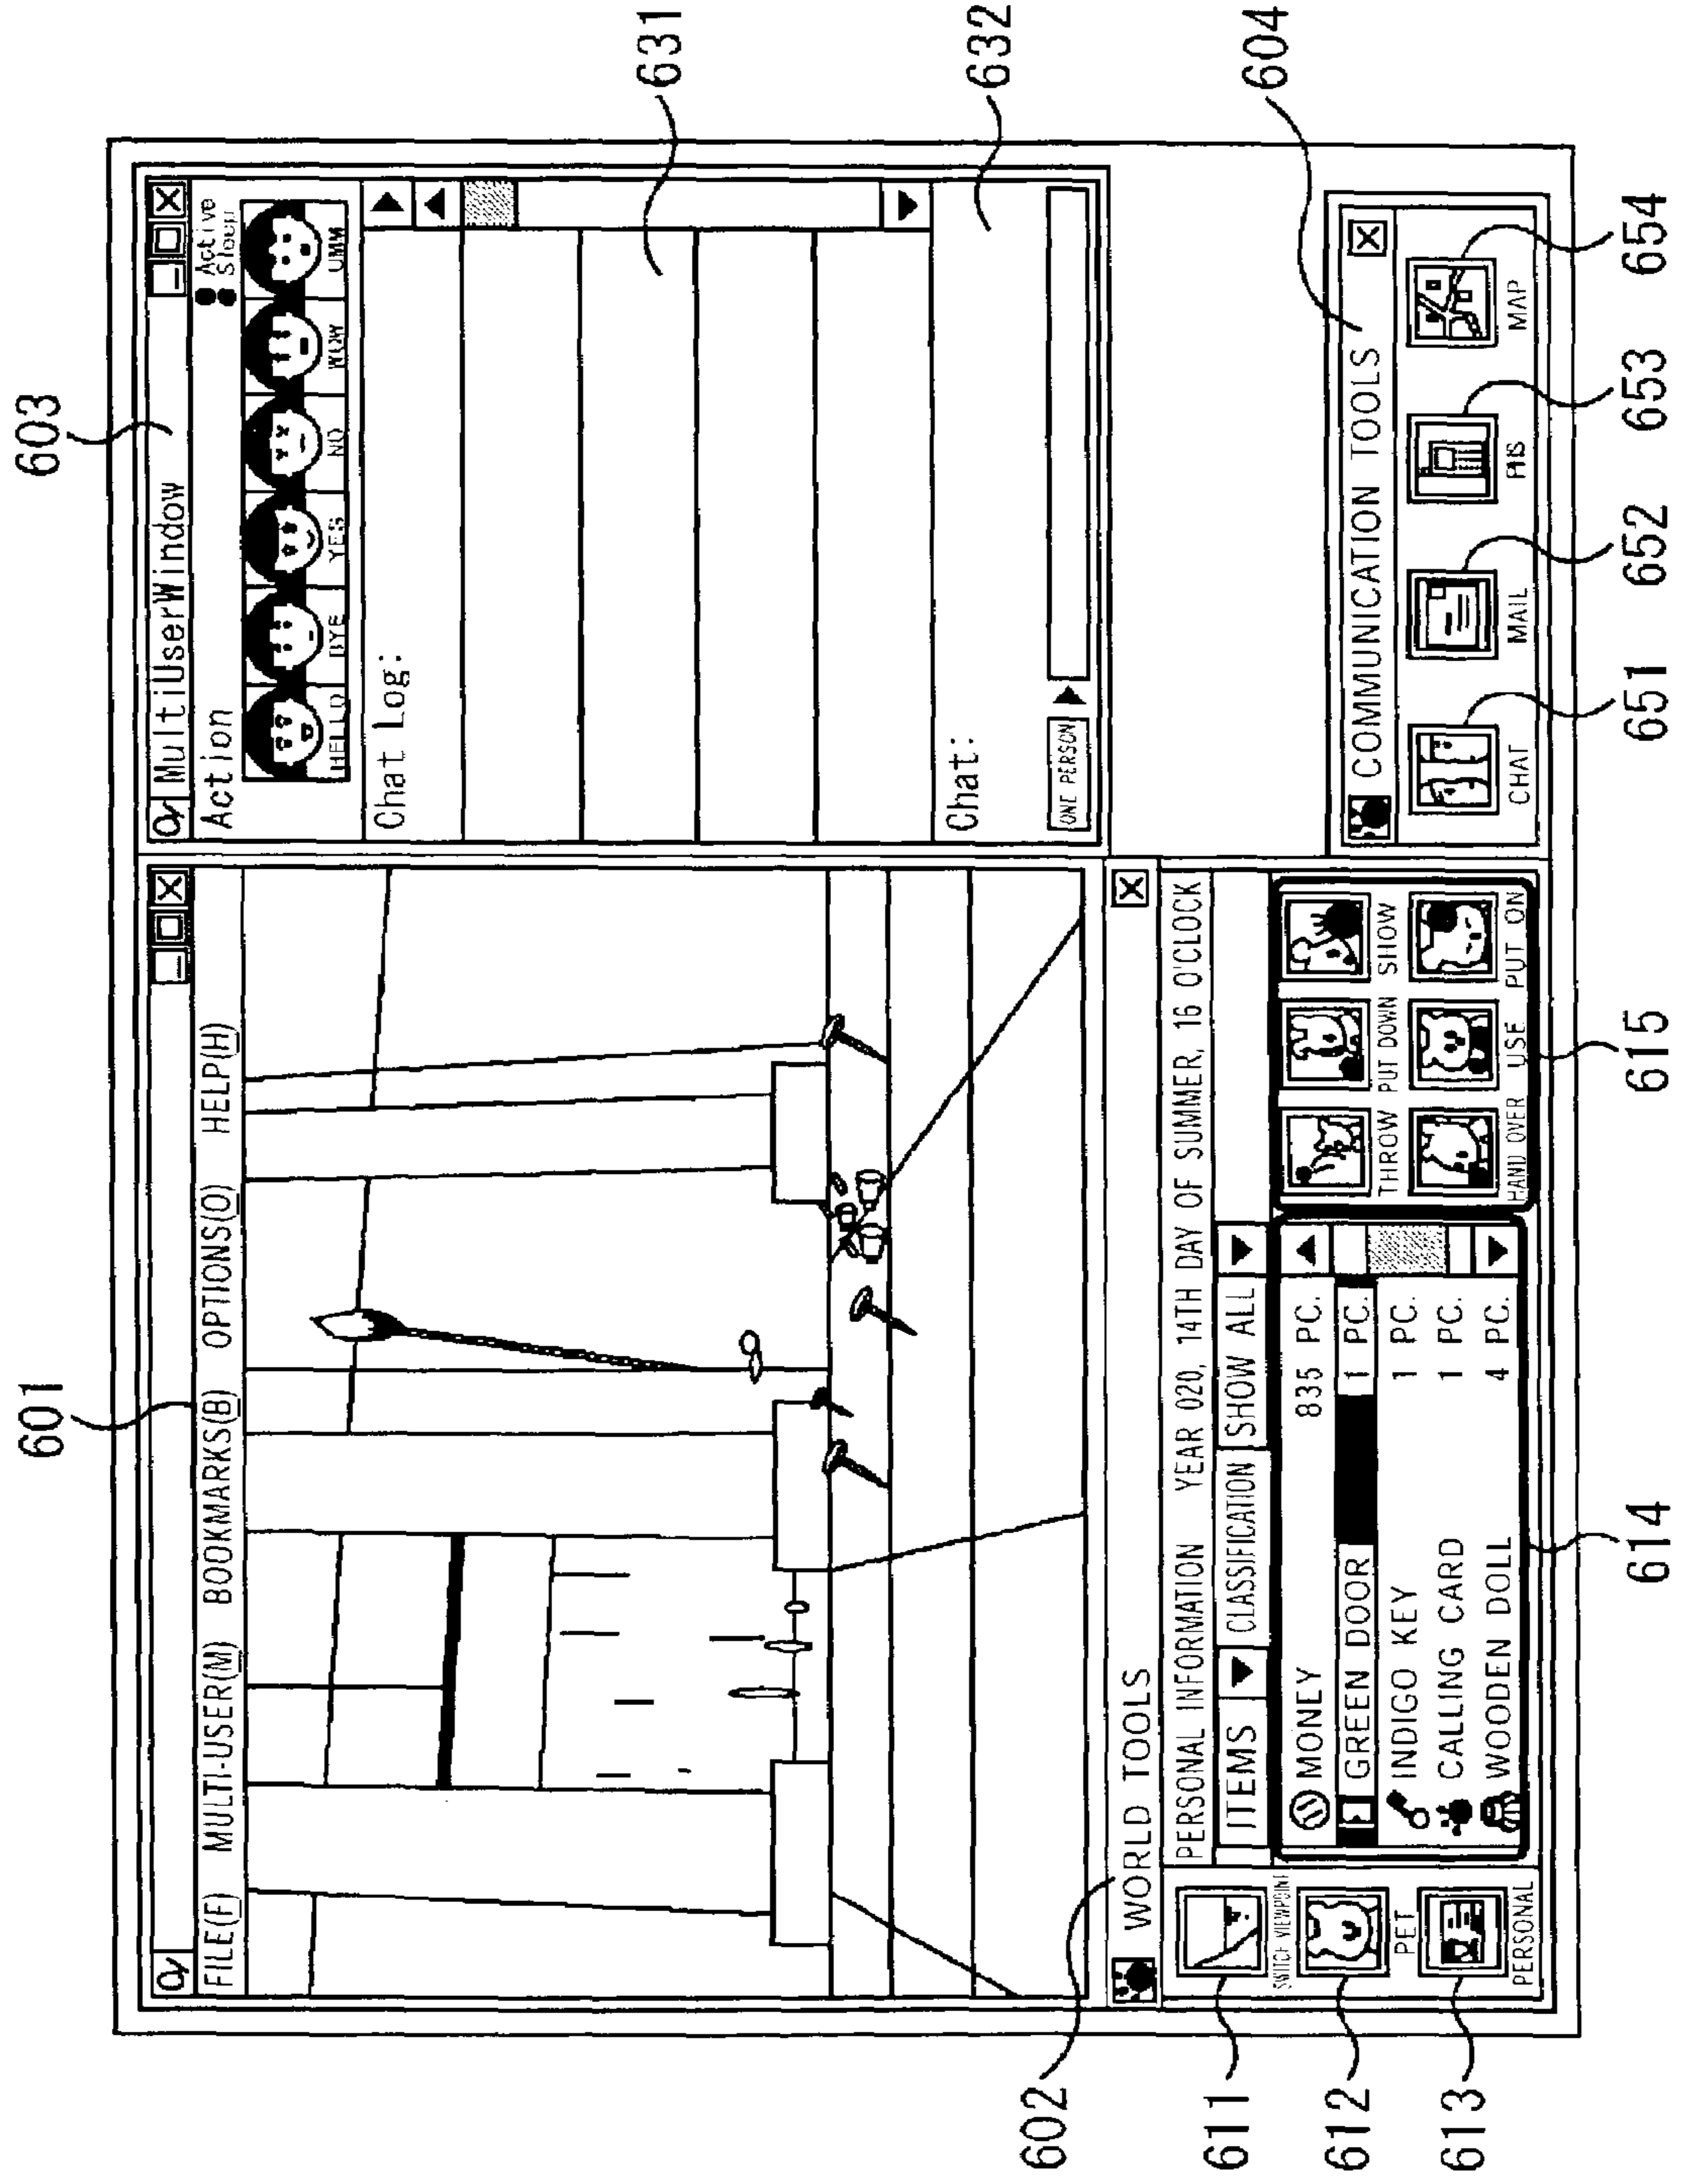 601
603
MultiUserWindow
FILE(F) MULTI-USER(M) BOOKMARKS(B) OPTIONS(O) HELP(H)
Action
Active
Sleep
HELLO BYE YES NO WOW UMM
Chat Log:
631
Chat:
632
ONE PERSON
602
WORLD TOOLS
PERSONAL INFORMATION YEAR 020, 14TH DAY OF SUMMER, 16 O'CLOCK
611
SWITCH VIEWPOINT
612
PET
613
PERSONAL
ITEMS CLASSIFICATION SHOW ALL
MONEY 835 PC.
GREEN DOOR 1 PC.
INDIGO KEY 1 PC.
CALLING CARD 1 PC.
WOODEN DOLL 4 PC.
614
THROW PUT DOWN SHOW
HAND OVER USE PUT ON
615
604
COMMUNICATION TOOLS
CHAT MAIL PHS MAP
651 652 653 654